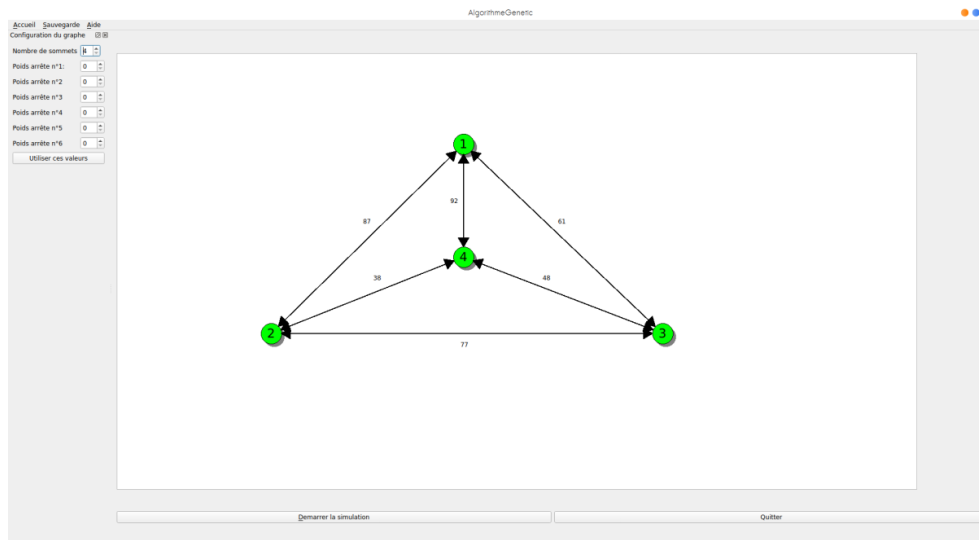 AlgorithmeGenetic
Accueil Sauvegarde Aide
Configuration du graphe
Nombre de sommets 4
Poids arrête n°1: 0
Poids arrête n°2 0
Poids arrête n°3 0
Poids arrête n°4 0
Poids arrête n°5 0
Poids arrête n°6 0
Utiliser ces valeurs
1
92
87
61
4
38
48
2
3
77
Demarrer la simulation
Quitter